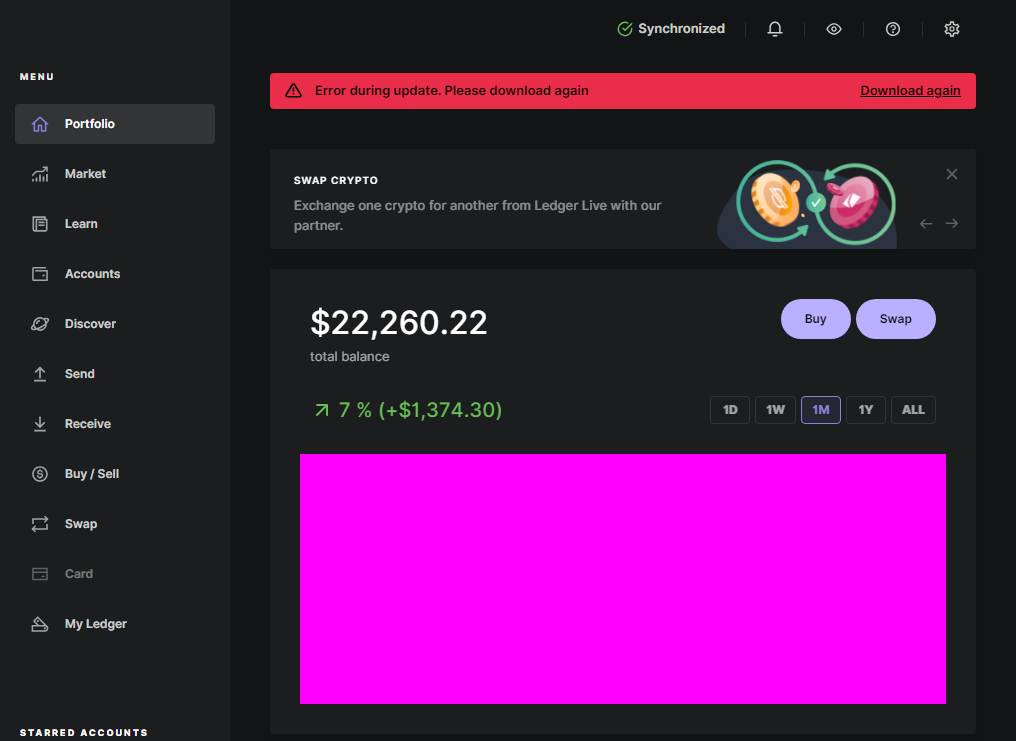 Synchronized
MENU
Error during update. Please download again
Download again
Portfolio
Market
SWAP CRYPTO
Exchange one crypto for another from Ledger Live with our
partner.
Learn
Accounts
Discover
Send
Receive
Buy / Sell
Swap
Card
My Ledger
STARRED ACCOUNTS
$22,260.22
total balance
Buy
Swap
7 % (+$1,374.30)
1D
1W
1M
1Y
ALL